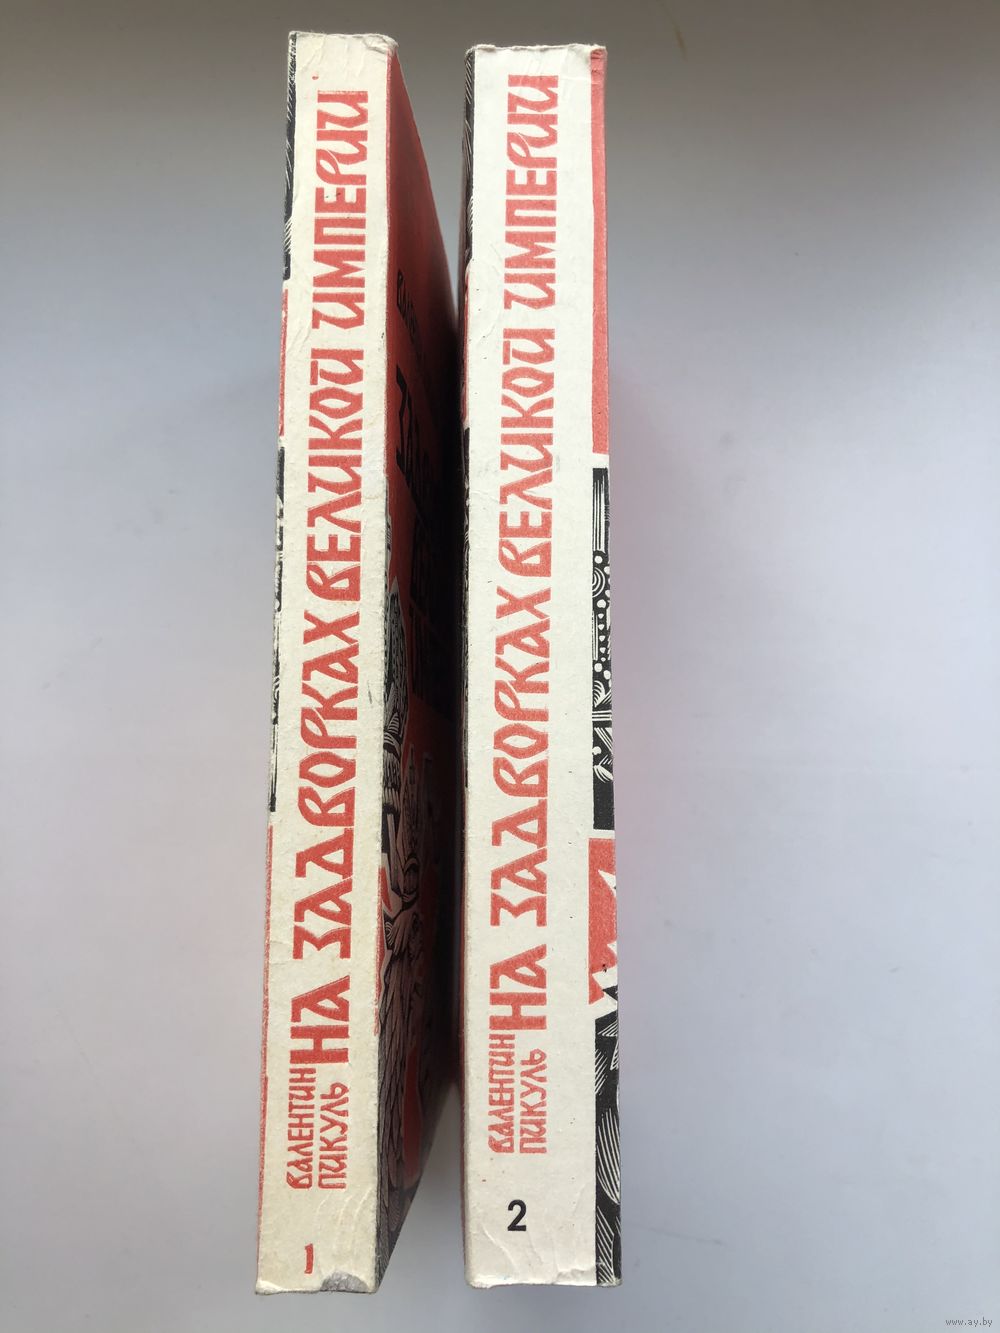 ВАЛЕНТИН
ПИКУЛЬ
НА ЗАДВОРКАХ ВЕЛИКОЙ ИМПЕРИИ
1
ВАЛЕНТИН
ПИКУЛЬ
НА ЗАДВОРКАХ ВЕЛИКОЙ ИМПЕРИИ
2
www.ay.by